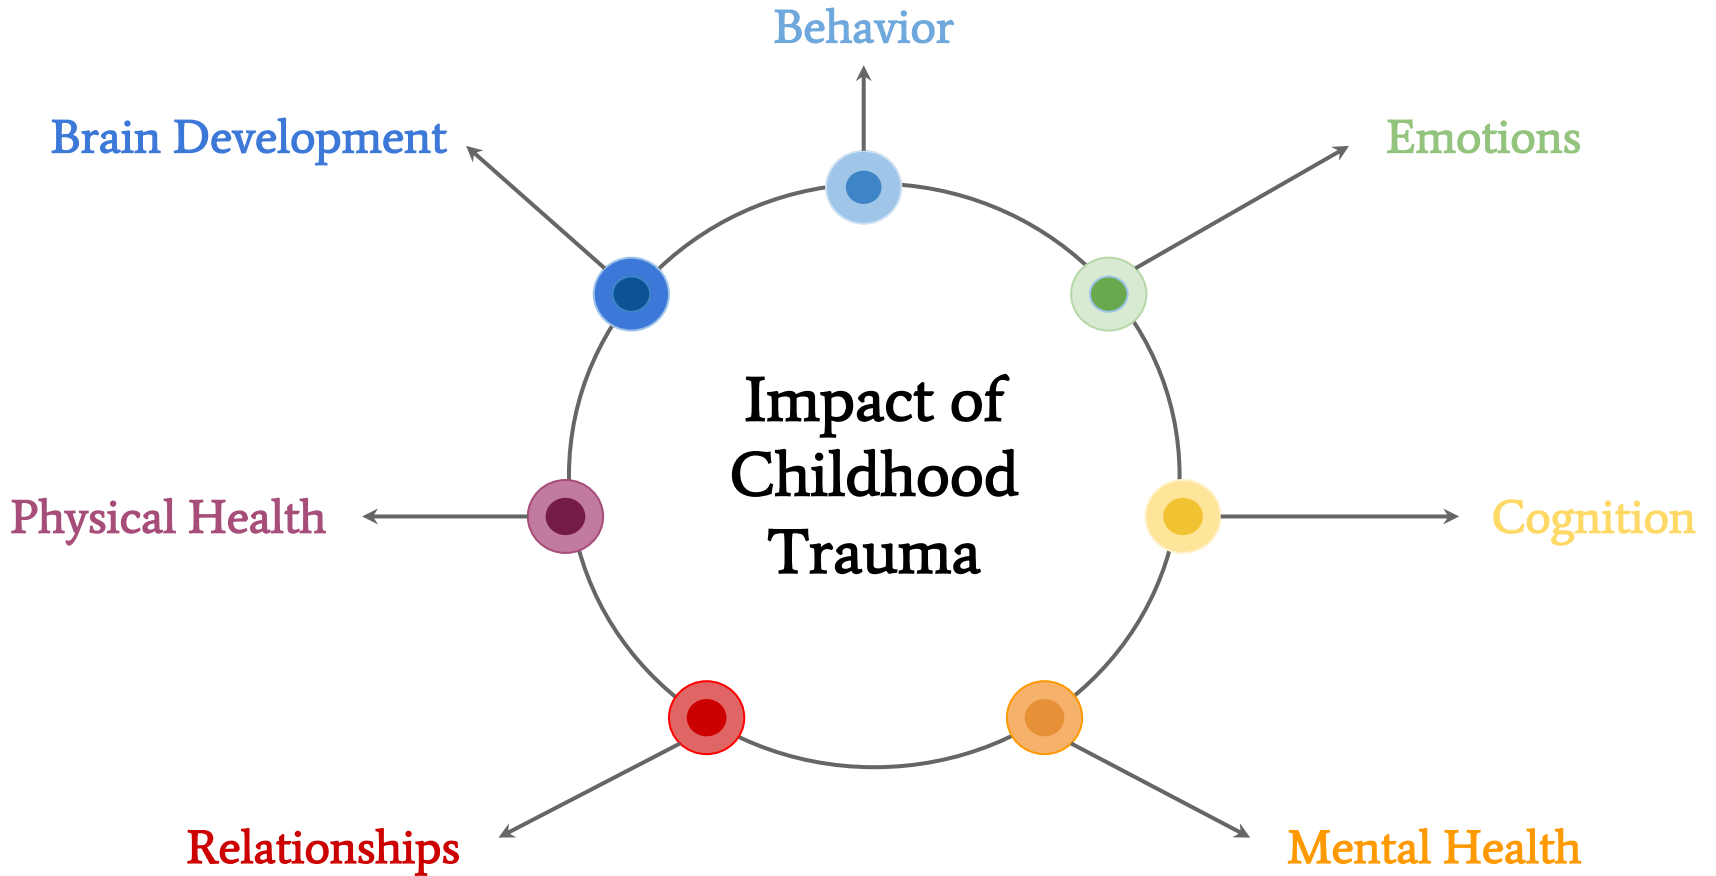 Behavior
Brain Development
Emotions
Impact of
Childhood
Trauma
Physical Health
Cognition
Relationships
Mental Health